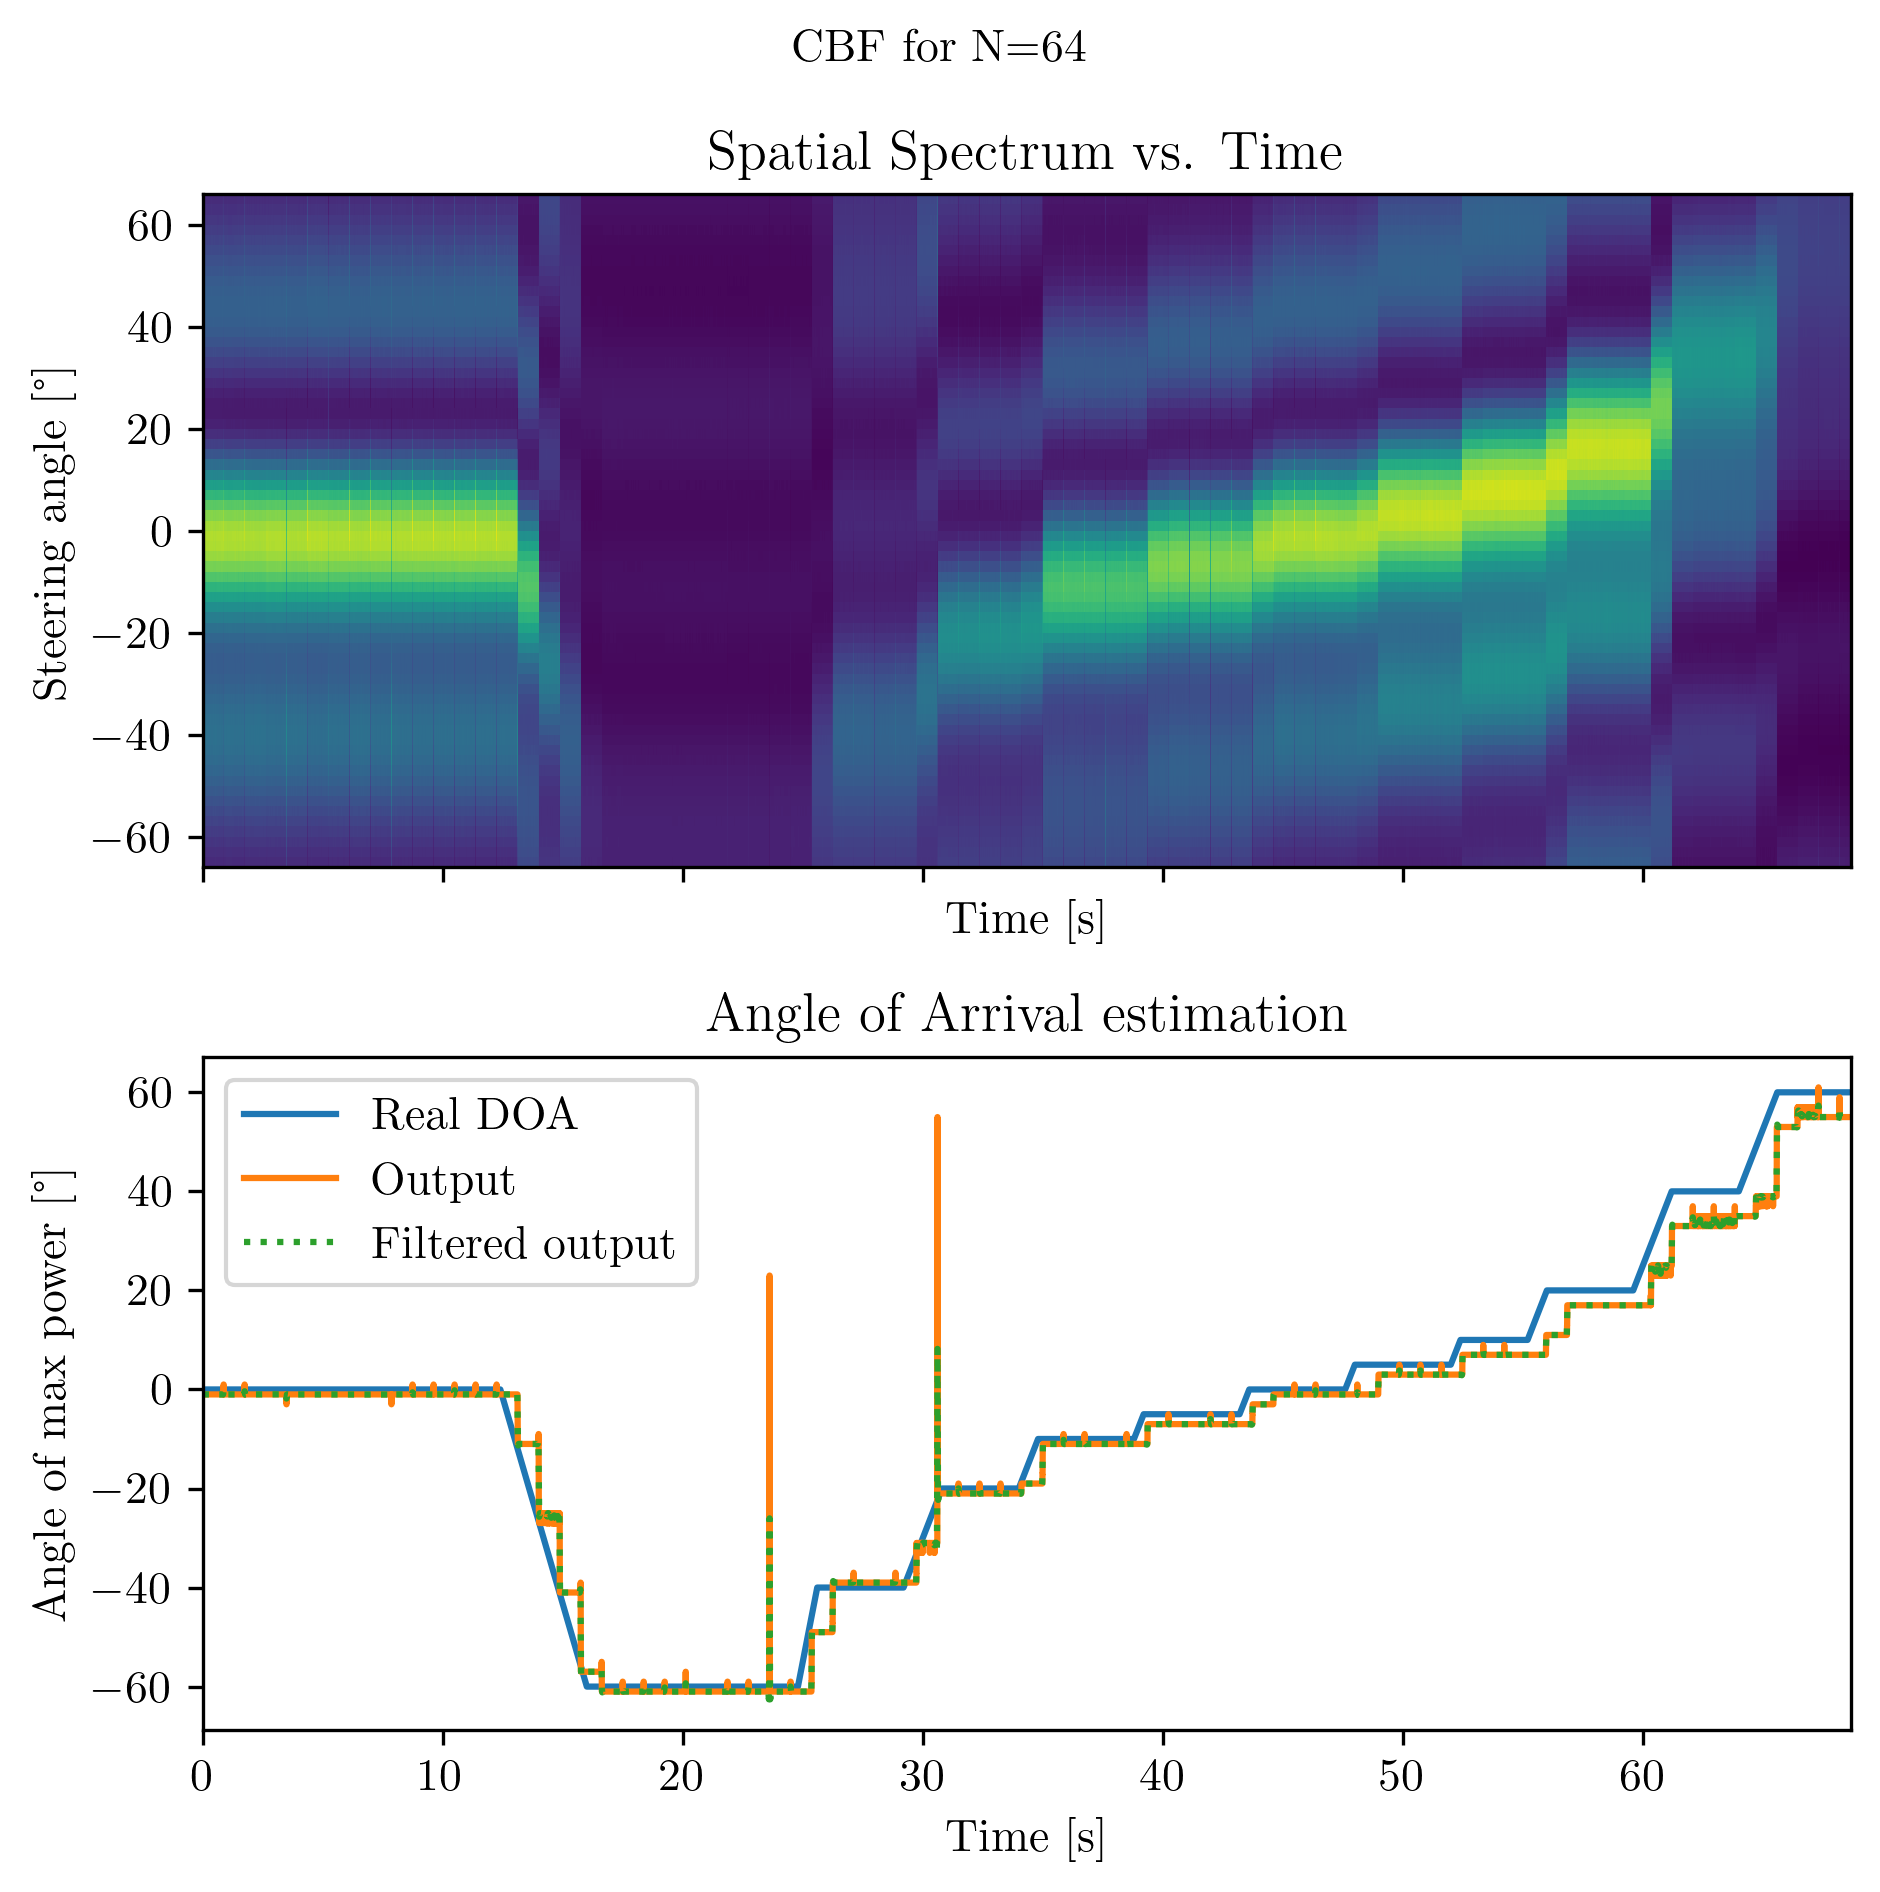 CBF for N=64
Spatial Spectrum vs. Time
Steering angle [°]
60
40
20
0
−20
−40
−60
Time [s]
Angle of Arrival estimation
Angle of max power [°]
60
40
20
0
−20
−40
−60
Real DOA
Output
Filtered output
0 10 20 30 40 50 60
Time [s]